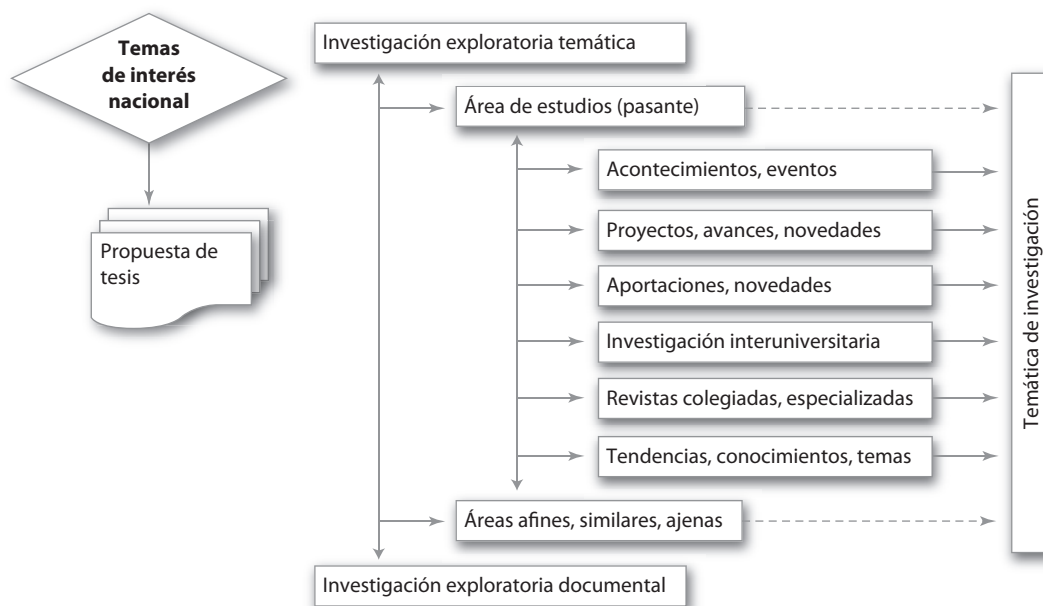 Temas
de interés
nacional
Propuesta de
tesis
Investigación exploratoria temática
Área de estudios (pasante)
Acontecimientos, eventos
Proyectos, avances, novedades
Aportaciones, novedades
Investigación interuniversitaria
Revistas colegiadas, especializadas
Tendencias, conocimientos, temas
Áreas afines, similares, ajenas
Investigación exploratoria documental
Temática de investigación